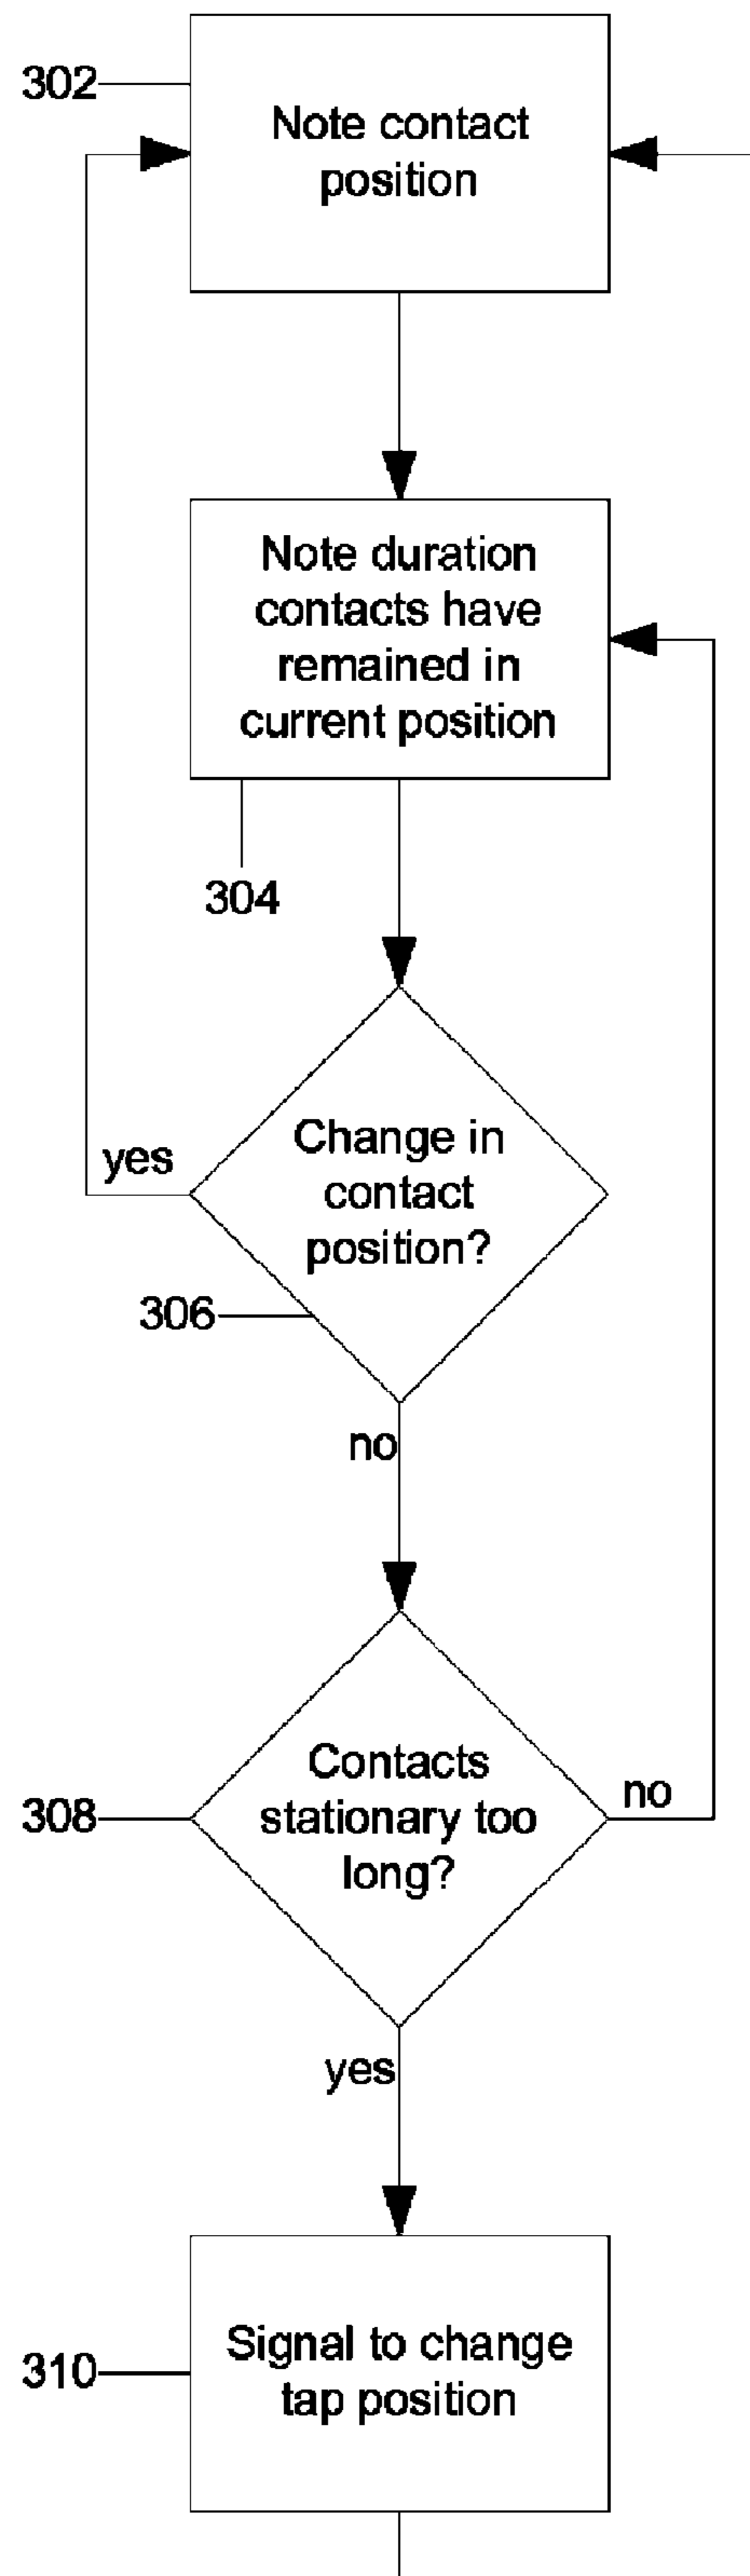 302
Note contact
position
Note duration
contacts have
remained in
current position
304
yes
Change in
contact
position?
306
no
Contacts
stationary too
long?
308
no
yes
Signal to change
tap position
310